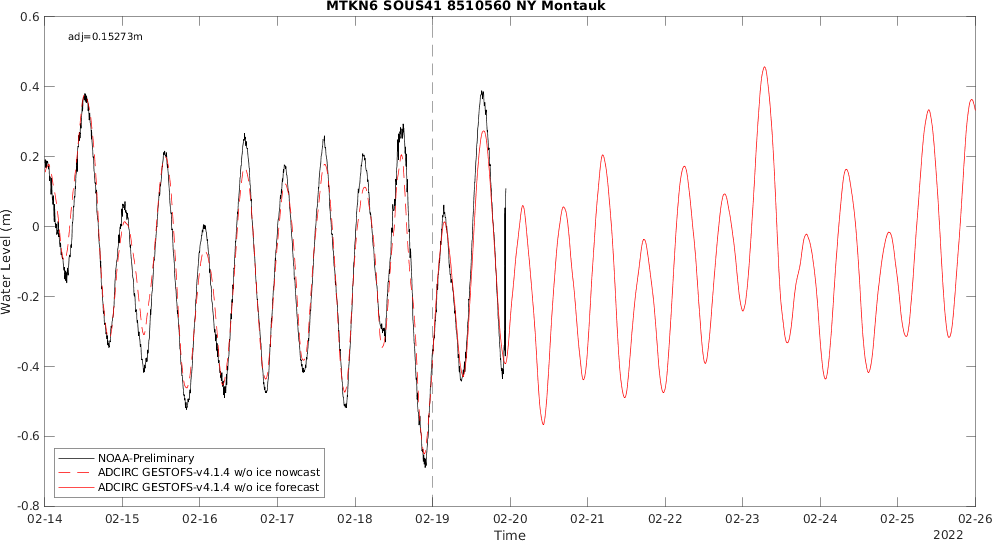 MTKN6 SOUS41 8510560 NY Montauk
adj=0.15273m
0.6
0.4
0.2
0
-0.2
-0.4
-0.6
-0.8
Water Level (m)
NOAA-Preliminary
ADCIRC GESTOFS-v4.1.4 w/o ice nowcast
ADCIRC GESTOFS-v4.1.4 w/o ice forecast
02-14 02-15 02-16 02-17 02-18 02-19 02-20 02-21 02-22 02-23 02-24 02-25 02-26
Time
2022